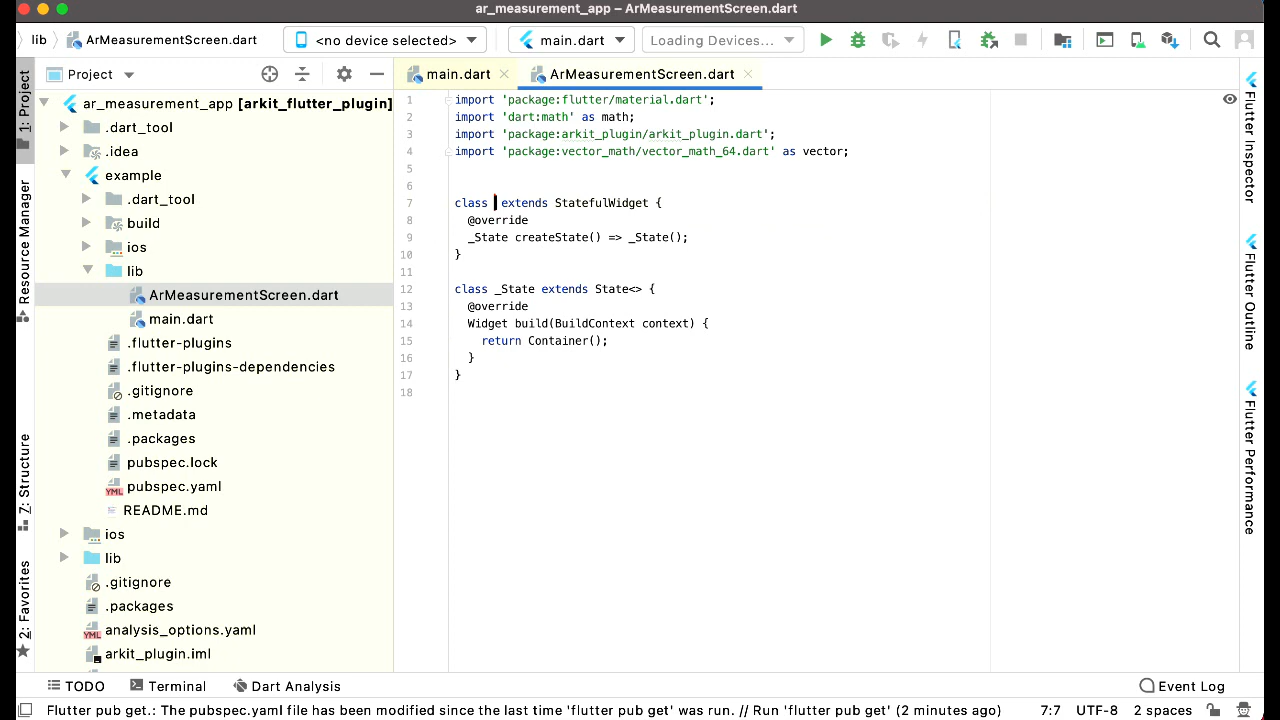 ar_measurement_app – ArMeasurementScreen.dart
lib
ArMeasurementScreen.dart
<no device selected>
main.dart
Loading Devices...
Project
main.dart
ArMeasurementScreen.dart
1: Project
Resource Manager
7: Structure
2: Favorites
ar_measurement_app [arkit_flutter_plugin]
.dart_tool
.idea
example
.dart_tool
build
ios
lib
ArMeasurementScreen.dart
main.dart
.flutter-plugins
.flutter-plugins-dependencies
.gitignore
.metadata
.packages
pubspec.lock
YML
pubspec.yaml
README.md
ios
lib
.gitignore
.packages
YML
analysis_options.yaml
arkit_plugin.iml
1 import 'package:flutter/material.dart';
2 import 'dart:math' as math;
3 import 'package:arkit_plugin/arkit_plugin.dart';
4 import 'package:vector_math/vector_math_64.dart' as vector;
5
6
7 class extends StatefulWidget {
8 @override
9 _State createState() => _State();
10 }
11
12 class _State extends State<> {
13 @override
14 Widget build(BuildContext context) {
15 return Container();
16 }
17 }
18
Flutter Inspector
Flutter Outline
Flutter Performance
TODO
Terminal
Dart Analysis
Event Log
Flutter pub get.: The pubspec.yaml file has been modified since the last time 'flutter pub get' was run. // Run 'flutter pub get' (2 minutes ago)
7:7
UTF-8
2 spaces